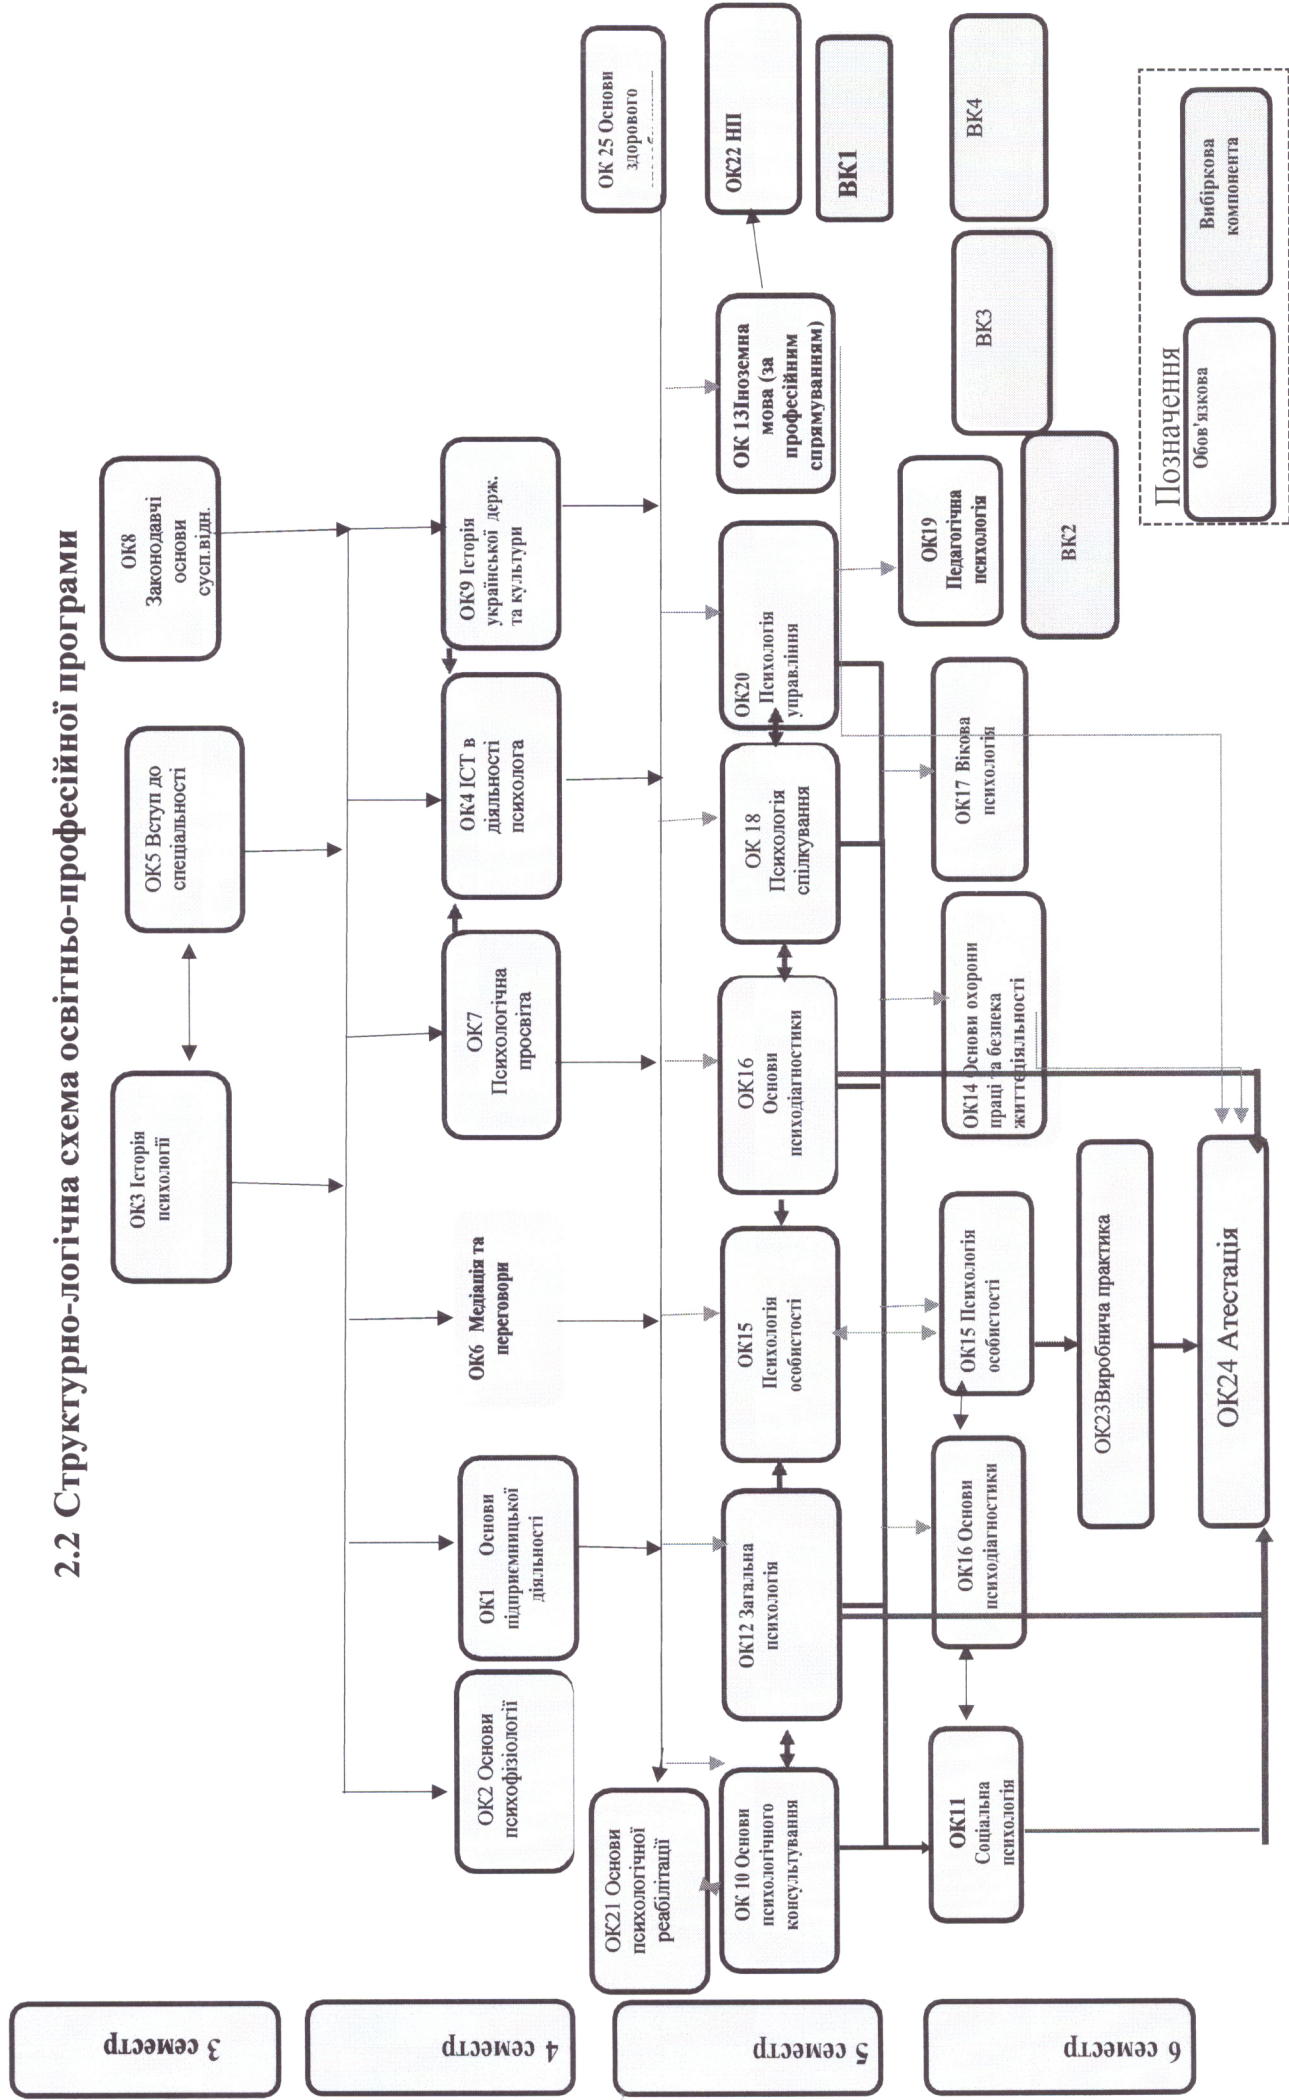 2.2 Структурно-логічна схема освітньо-професійної програми
3 семестр
ОК3 Історія
психології
ОК5 Вступ до
спеціальності
ОК8
Законодавчі
основи
сусп.відн.
4 семестр
ОК2 Основи
психофізіології
ОК1 Основи
підприємницької
діяльності
ОК6 Медіація та
переговори
ОК7
Психологічна
просвіта
ОК4 ІСТ в
діяльності
психолога
ОК9 Історія
української держ.
та культури
5 семестр
ОК21 Основи
психологічної
реабілітації
ОК 25 Основи
здорового
ОК 10 Основи
психологічного
консультування
ОК12 Загальна
психологія
ОК15
Психологія
особистості
ОК16
Основи
психодіагностики
ОК 18
Психологія
спілкування
ОК20
Психологія
управління
ОК 13Іноземна
мова (за
професійним
спрямуванням)
ОК22 НП
ВК1
6 семестр
ОК11
Соціальна
психологія
ОК16 Основи
психодіагностики
ОК15 Психологія
особистості
ОК14 Основи охорони
праці та безпека
життєдіяльності
ОК17 Вікова
психологія
ОК19
Педагогічна
психологія
ВК2
ВК3
ВК4
ОК23Виробнича практика
ОК24 Атестація
Позначення
Обов'язкова
Вибіркова
компонента